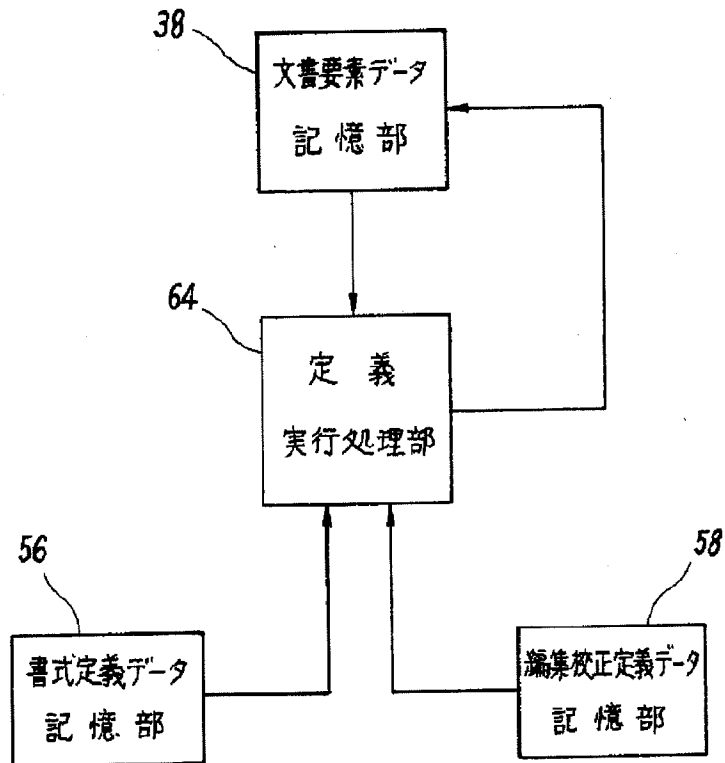 38
文書要素データ
記憶部
64
定義
実行処理部
56
書式定義データ
記憶部
58
編集校正定義データ
記憶部